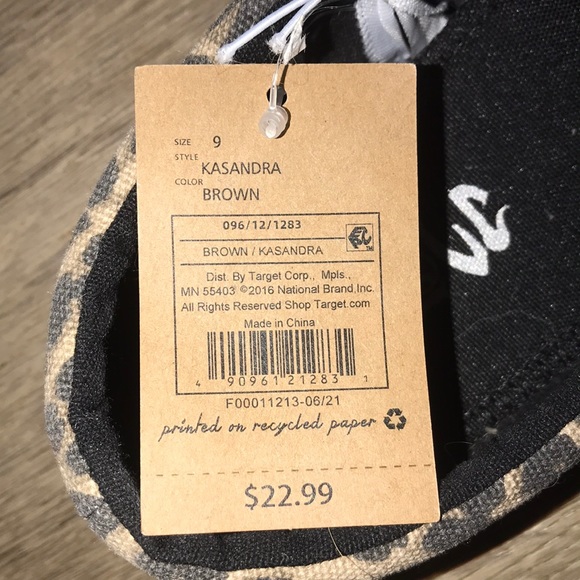 SIZE 9
STYLE KASANDRA
COLOR BROWN
096/12/1283
BROWN / KASANDRA
Dist. By Target Corp., Mpls.,
MN 55403 ©2016 National Brand,Inc.
All Rights Reserved Shop Target.com
Made in China
4 90961 21283 1
F00011213-06/21
printed on recycled paper
$22.99